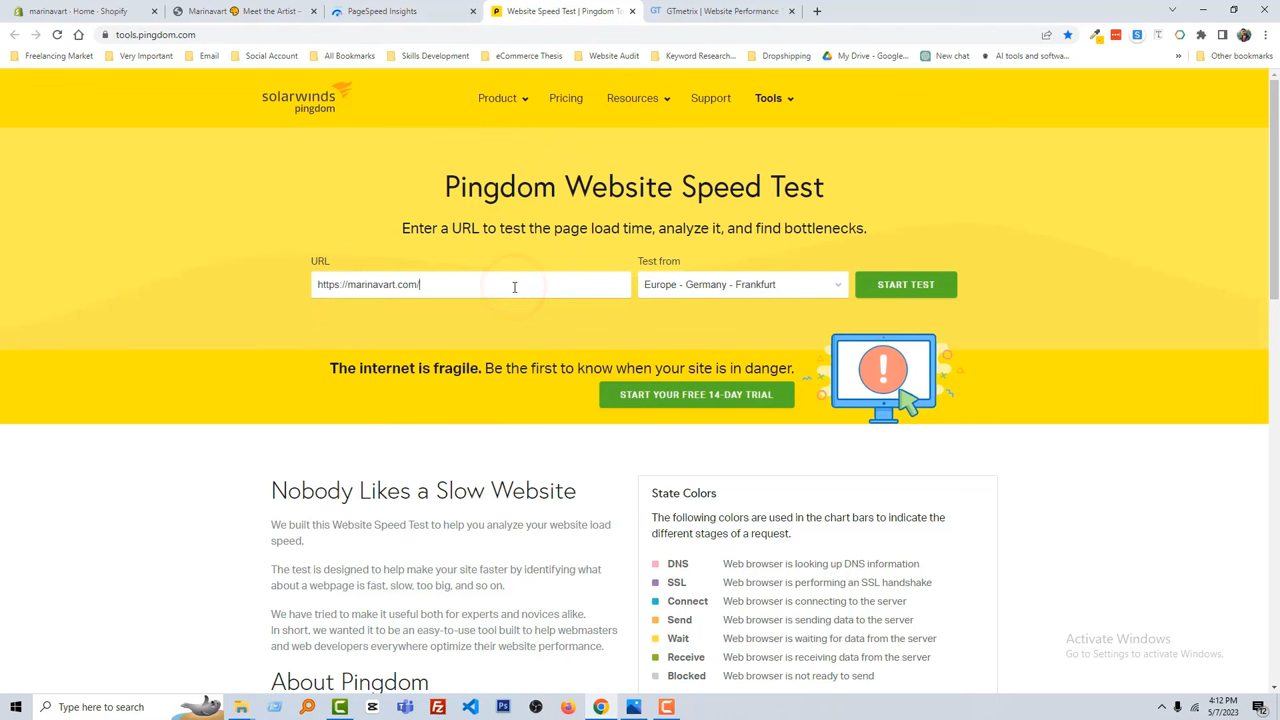 marinavart · Home · Shopify
Marinavart Meet the Artist –
PageSpeed Insights
Website Speed Test | Pingdom To
GTmetrix | Website Performance
tools.pingdom.com
Freelancing Market
Very Important
Email
Social Account
All Bookmarks
Skills Development
eCommerce Thesis
Website Audit
Keyword Research...
Dropshipping
My Drive - Google...
New chat
AI tools and softwa...
Other bookmarks
solarwinds
pingdom
Product
Pricing
Resources
Support
Tools
Pingdom Website Speed Test
Enter a URL to test the page load time, analyze it, and find bottlenecks.
URL
Test from
https://marinavart.com/
Europe - Germany - Frankfurt
START TEST
The internet is fragile. Be the first to know when your site is in danger.
START YOUR FREE 14-DAY TRIAL
Nobody Likes a Slow Website
We built this Website Speed Test to help you analyze your website load
speed.
The test is designed to help make your site faster by identifying what
about a webpage is fast, slow, too big, and so on.
We have tried to make it useful both for experts and novices alike.
In short, we wanted it to be an easy-to-use tool built to help webmasters
and web developers everywhere optimize their website performance.
About Pingdom
State Colors
The following colors are used in the chart bars to indicate the
different stages of a request.
DNS Web browser is looking up DNS information
SSL Web browser is performing an SSL handshake
Connect Web browser is connecting to the server
Send Web browser is sending data to the server
Wait Web browser is waiting for data from the server
Receive Web browser is receiving data from the server
Blocked Web browser is not ready to send
Activate Windows
Go to Settings to activate Windows.
Type here to search
4:12 PM
5/7/2023